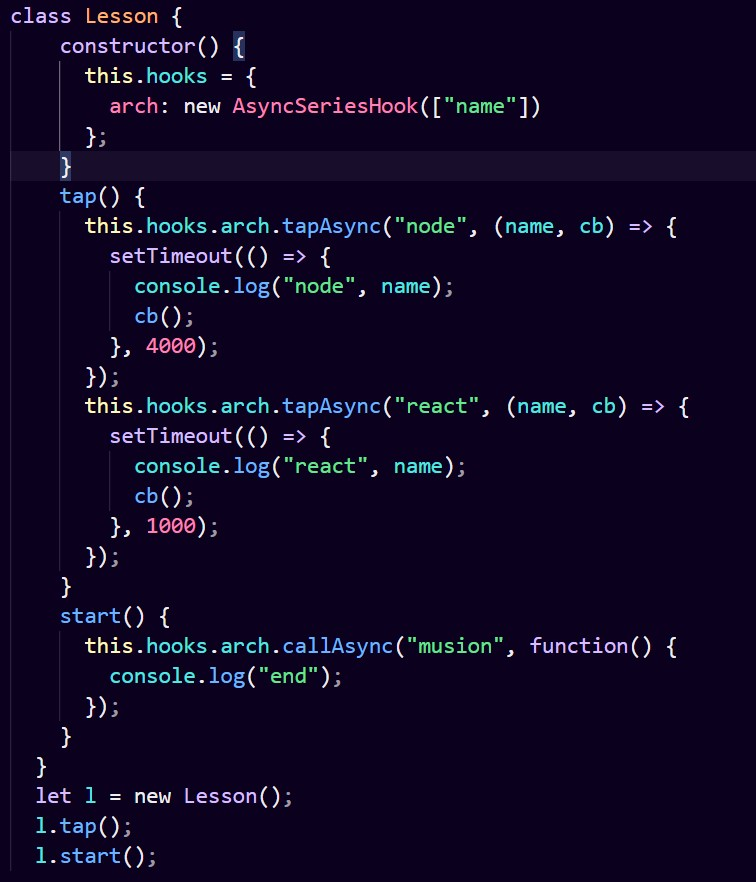 class Lesson {
    constructor() {
      this.hooks = {
        arch: new AsyncSeriesHook(["name"])
      };
    }
    tap() {
      this.hooks.arch.tapAsync("node", (name, cb) => {
        setTimeout(() => {
          console.log("node", name);
          cb();
        }, 4000);
      });
      this.hooks.arch.tapAsync("react", (name, cb) => {
        setTimeout(() => {
          console.log("react", name);
          cb();
        }, 1000);
      });
    }
    start() {
      this.hooks.arch.callAsync("musion", function() {
        console.log("end");
      });
    }
  }
  let l = new Lesson();
  l.tap();
  l.start();